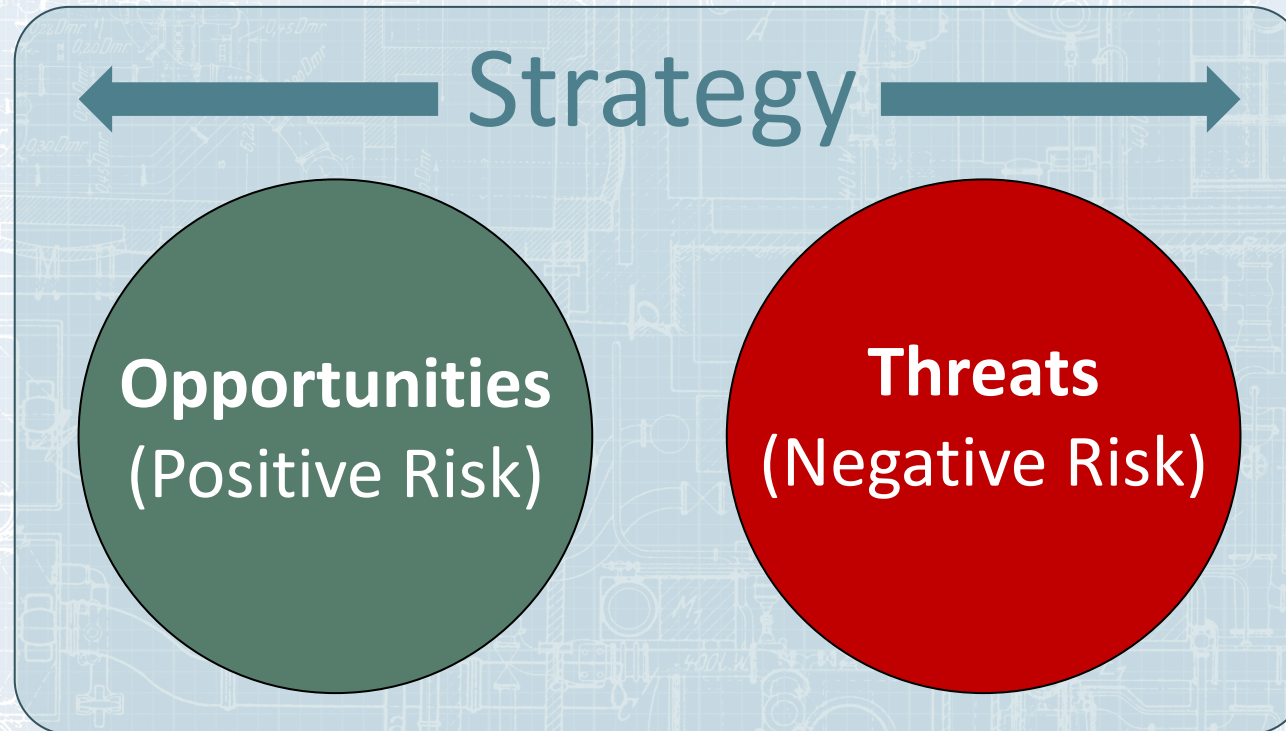 Strategy
Opportunities
(Positive Risk)
Threats
(Negative Risk)